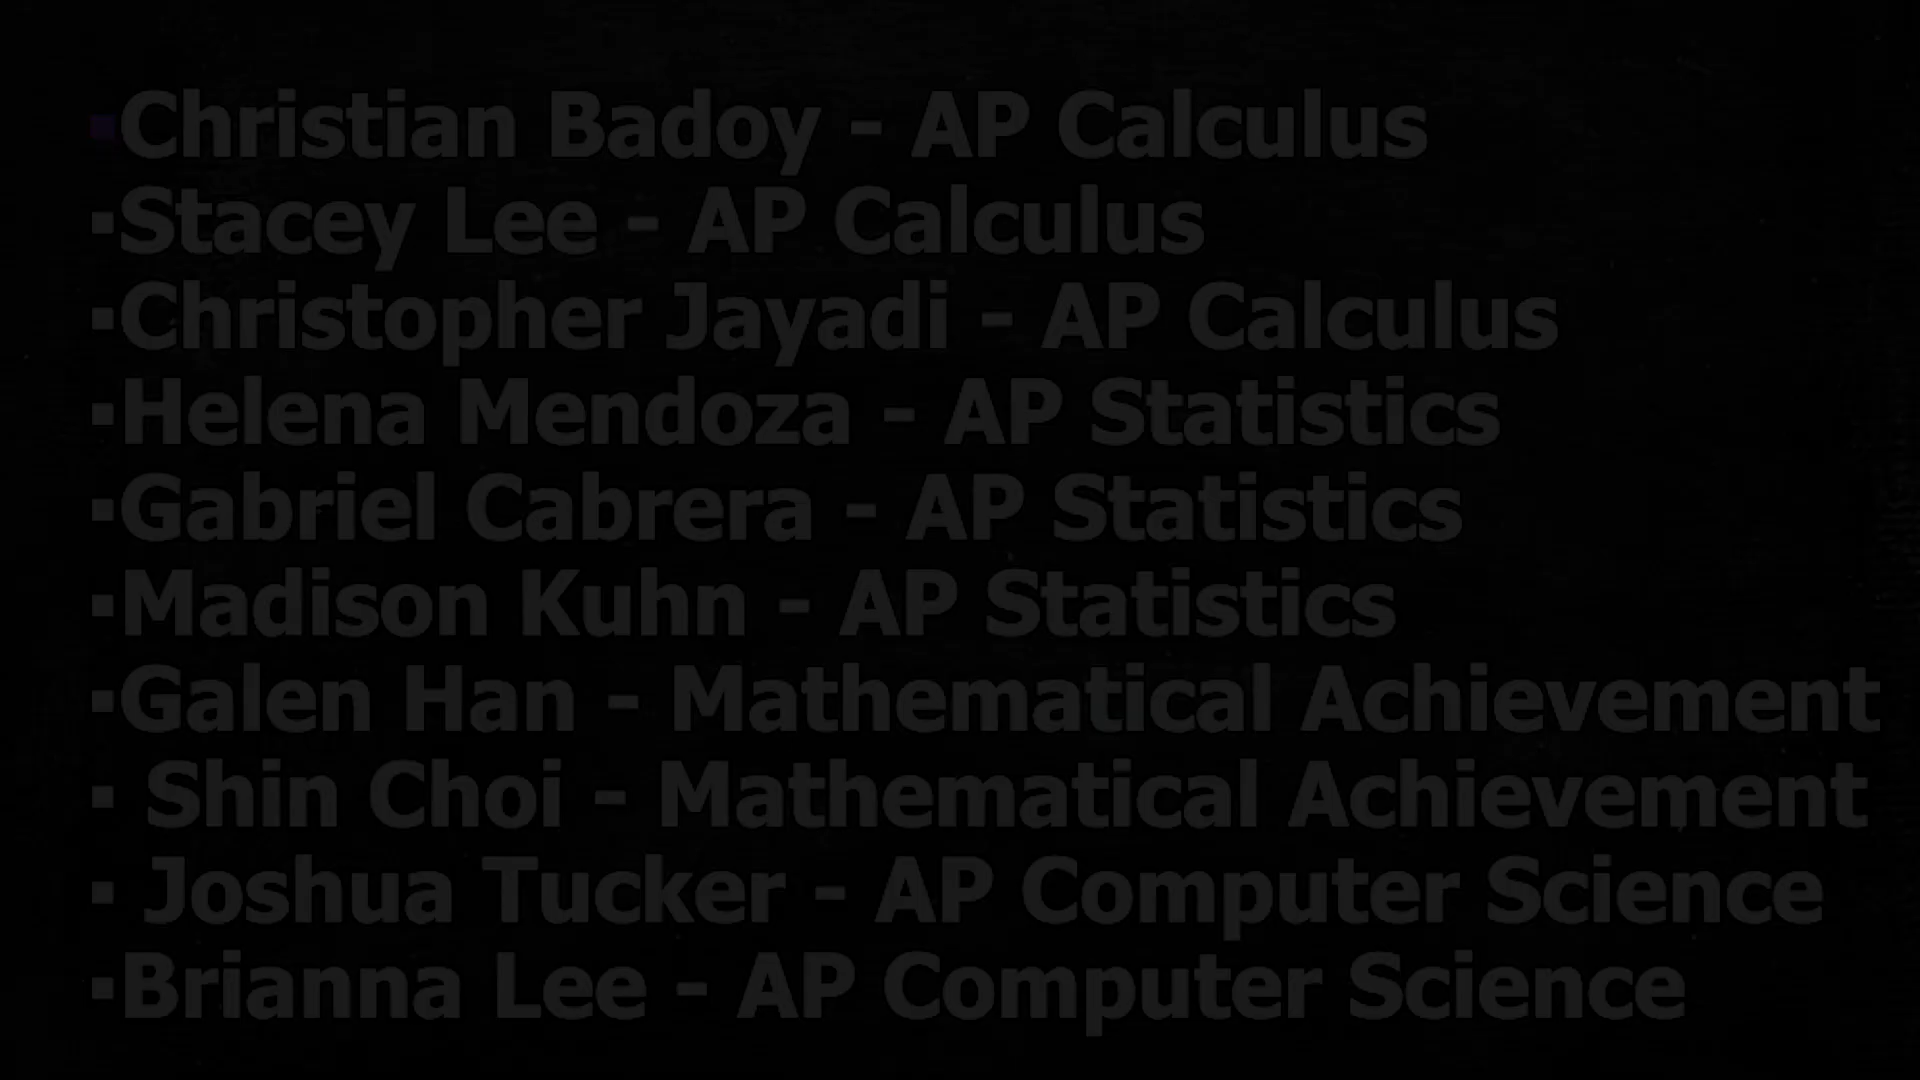 ▪Christian Badoy - AP Calculus
▪Stacey Lee - AP Calculus
▪Christopher Jayadi - AP Calculus
▪Helena Mendoza - AP Statistics
▪Gabriel Cabrera - AP Statistics
▪Madison Kuhn - AP Statistics
▪Galen Han - Mathematical Achievement
▪ Shin Choi - Mathematical Achievement
▪ Joshua Tucker - AP Computer Science
▪Brianna Lee - AP Computer Science